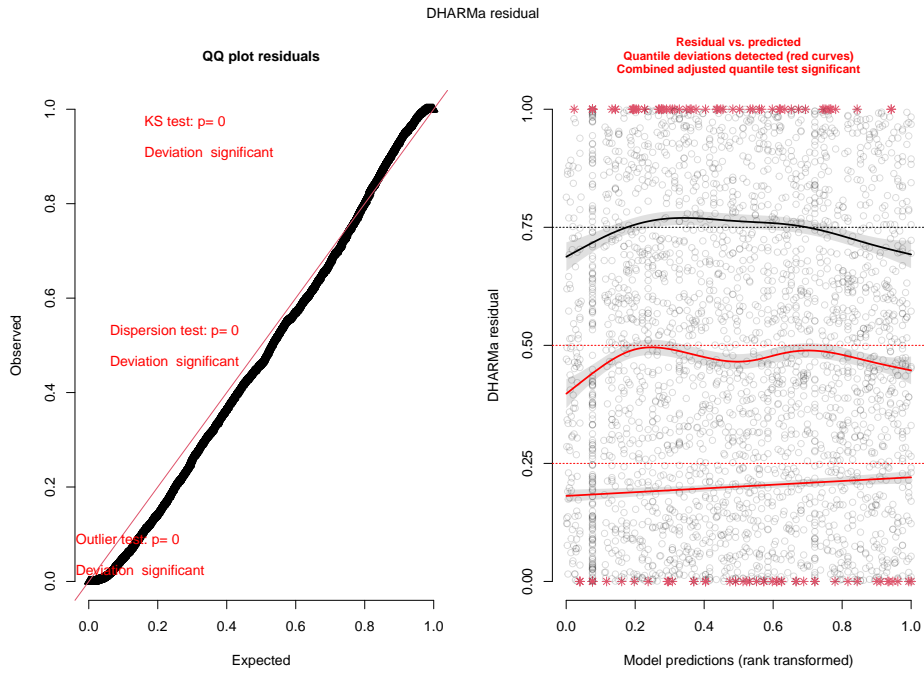 DHARMa residual
QQ plot residuals
KS test: p= 0
Deviation  significant
Dispersion test: p= 0
Deviation  significant
Outlier test: p= 0
Deviation  significant
Observed
0.0
0.2
0.4
0.6
0.8
1.0
0.0 0.2 0.4 0.6 0.8 1.0
Expected
Residual vs. predicted
Quantile deviations detected (red curves)
Combined adjusted quantile test significant
DHARMa residual
0.00
0.25
0.50
0.75
1.00
0.0 0.2 0.4 0.6 0.8 1.0
Model predictions (rank transformed)